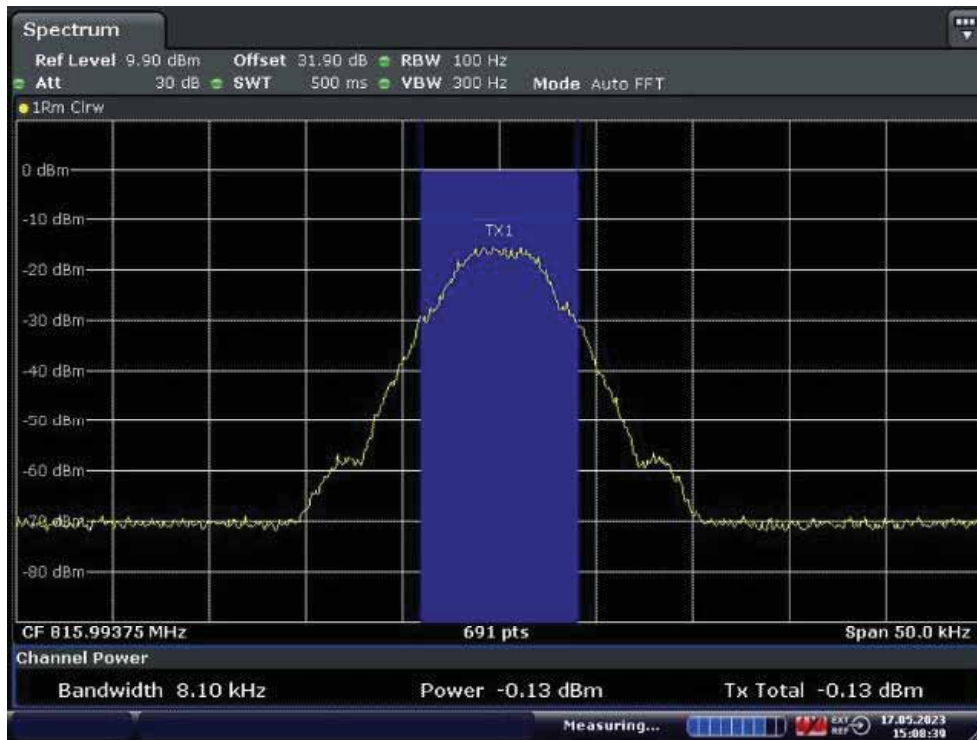 Spectrum
Ref Level 9.90 dBm Offset 31.90 dB RBW 100 Hz
Att 30 dB SWT 500 ms VBW 300 Hz Mode Auto FFT
1Rm Clrw
0 dBm
-10 dBm
TX1
-20 dBm
-30 dBm
-40 dBm
-50 dBm
-60 dBm
-70 dBm
-80 dBm
CF 815.99375 MHz 691 pts Span 50.0 kHz
Channel Power
Bandwidth 8.10 kHz Power -0.13 dBm Tx Total -0.13 dBm
Measuring... EXT REF 17.05.2023
15:08:39